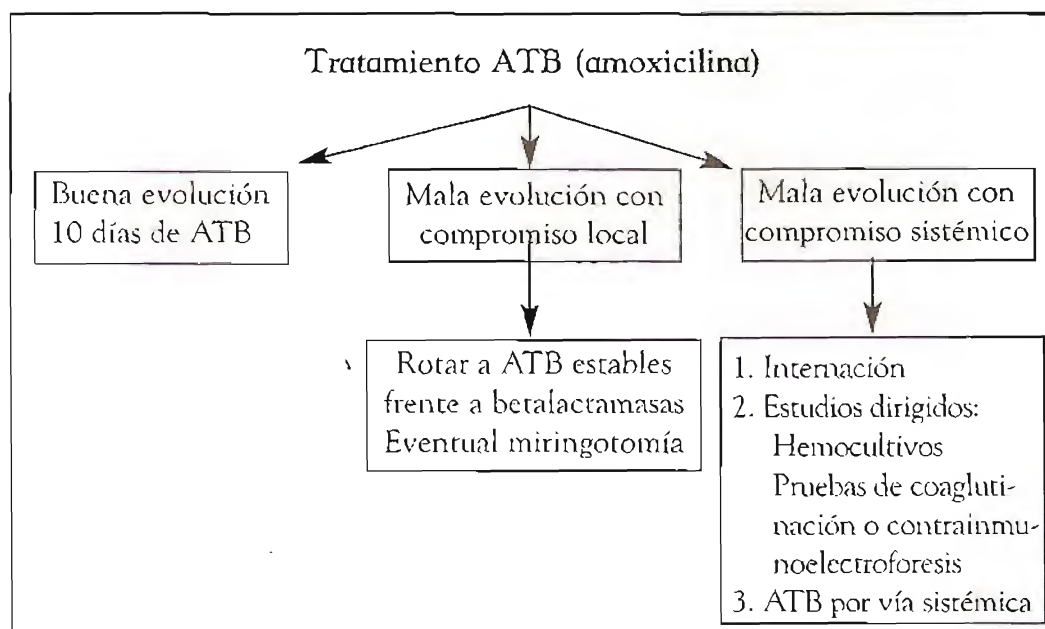 Tratamiento ATB (amoxicilina)
Buena evolución
10 días de ATB
Mala evolución con
compromiso local
Mala evolución con
compromiso sistémico
Rotar a ATB estables
frente a betalactamasas
Eventual miringotomía
1. Internación
2. Estudios dirigidos:
Hemocultivos
Pruebas de coagluti-
nación o contrainmu-
noelectroforesis
3. ATB por vía sistémica